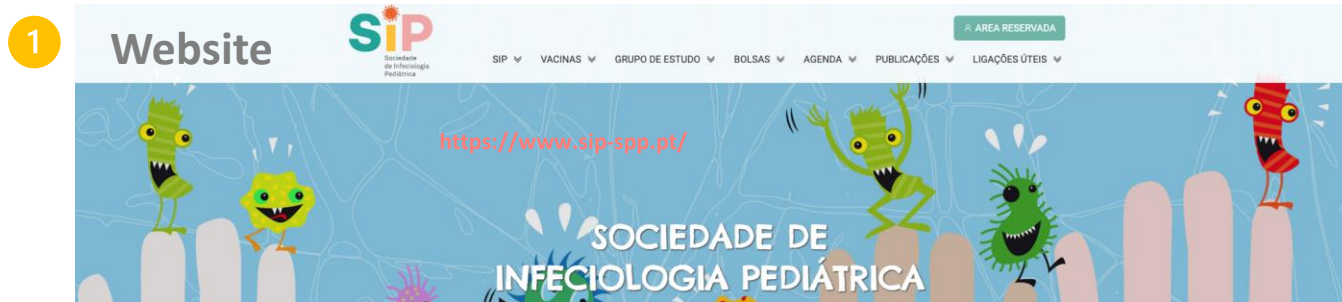 1
Website
SiP
Sociedade
de Infeciologia
Pediátrica
AREA RESERVADA
SIP VACINAS GRUPO DE ESTUDO BOLSAS AGENDA PUBLICAÇÕES LIGAÇÕES ÚTEIS
https://www.sip-spp.pt/
SOCIEDADE DE
INFECIOLOGIA PEDIÁTRICA